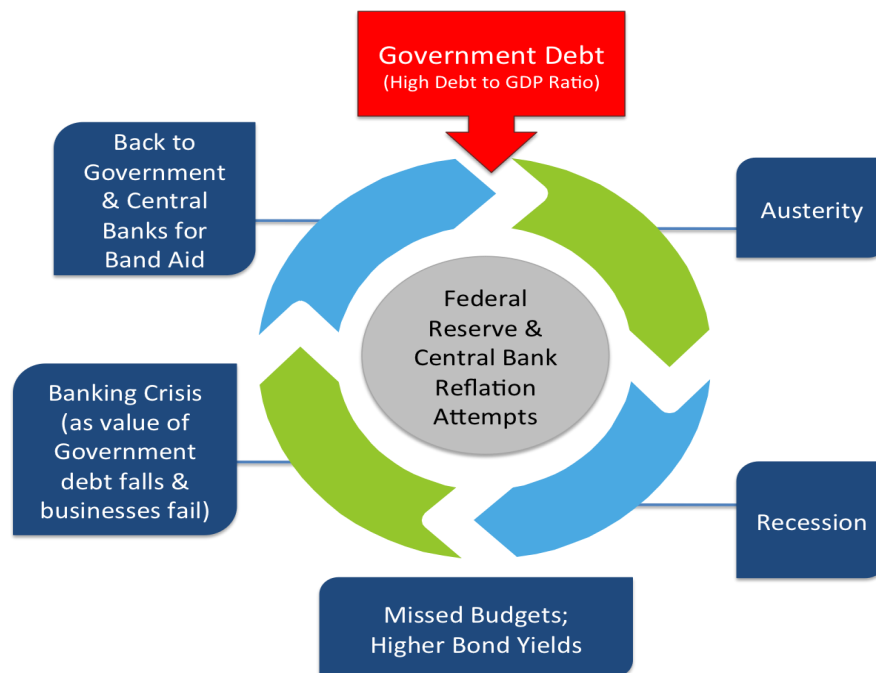 Government Debt
(High Debt to GDP Ratio)
Back to
Government
& Central
Banks for
Band Aid
Austerity
Federal
Reserve &
Central Bank
Reflation
Attempts
Banking Crisis
(as value of
Government
debt falls &
businesses fail)
Recession
Missed Budgets;
Higher Bond Yields